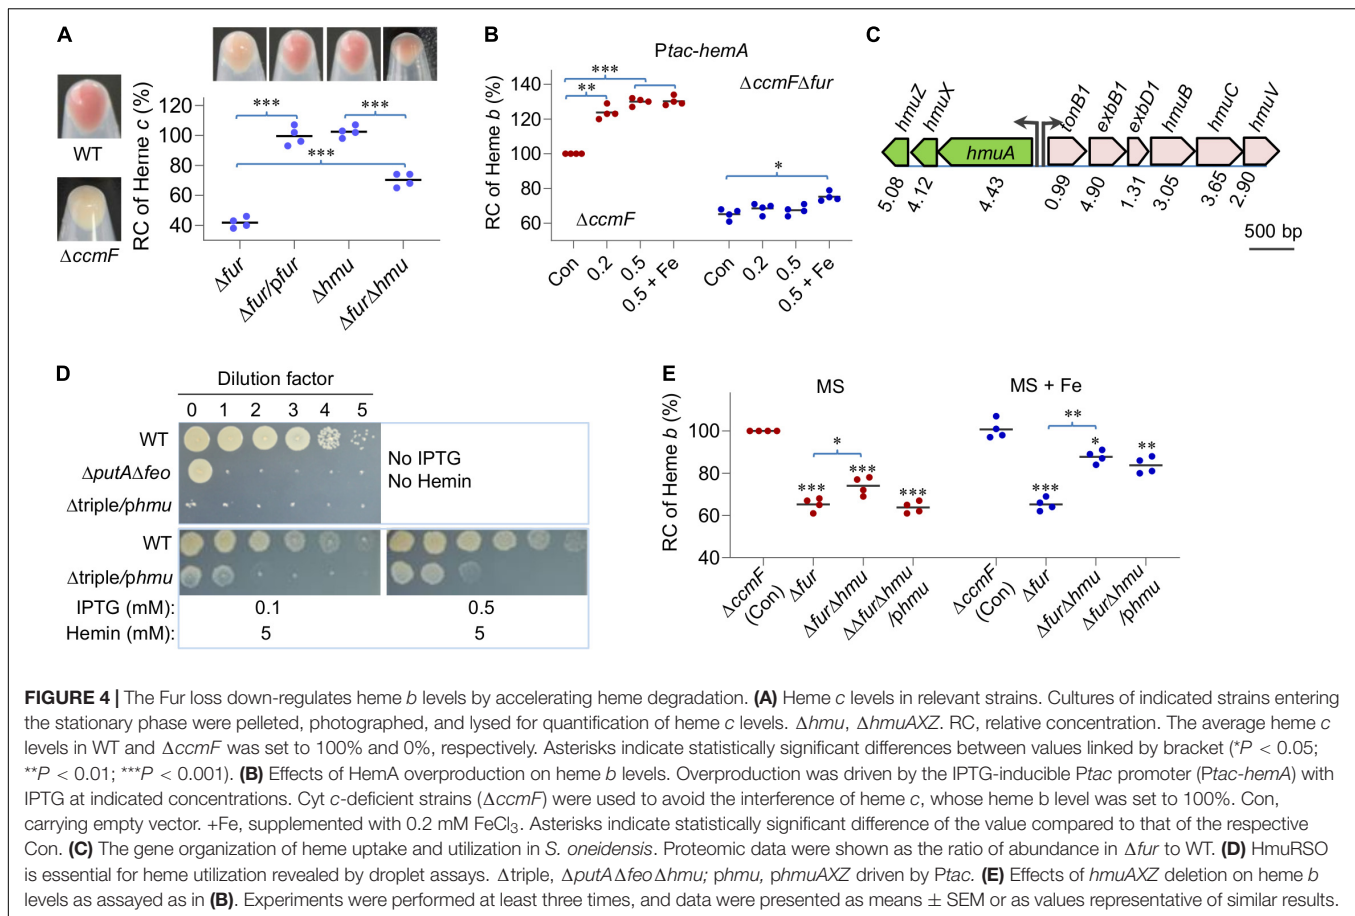 A
WT
ΔccmF
RC of Heme c (%)
120
100
80
60
40
***
***
***
Δfur
Δfur/pfur
Δhmu
ΔfurΔhmu
B
Ptac-hemA
RC of Heme b (%)
140
120
100
80
60
***
**
ΔccmF
ΔccmFΔfur
*
Con
0.2
0.5
0.5 + Fe
Con
0.2
0.5
0.5 + Fe
C
hmuZ
hmuX
hmuA
tonB1
exbB1
exbD1
hmuB
hmuC
hmuV
5.08
4.12
4.43
0.99
4.90
1.31
3.05
3.65
2.90
500 bp
D
Dilution factor
0 1 2 3 4 5
WT
ΔputAΔfeo
Δtriple/phmu
No IPTG
No Hemin
WT
Δtriple/phmu
IPTG (mM): 0.1 0.5
Hemin (mM): 5 5
E
MS
MS + Fe
RC of Heme b (%)
100
80
60
40
***
*
***
***
***
**
*
**
ΔccmF
(Con)
Δfur
ΔfurΔhmu
ΔΔfurΔhmu
/phmu
ΔccmF
(Con)
Δfur
ΔfurΔhmu
ΔfurΔhmu
/phmu
FIGURE 4 | The Fur loss down-regulates heme b levels by accelerating heme degradation. (A) Heme c levels in relevant strains. Cultures of indicated strains entering
the stationary phase were pelleted, photographed, and lysed for quantification of heme c levels. Δhmu, ΔhmuAXZ. RC, relative concentration. The average heme c
levels in WT and ΔccmF was set to 100% and 0%, respectively. Asterisks indicate statistically significant differences between values linked by bracket (*P < 0.05;
**P < 0.01; ***P < 0.001). (B) Effects of HemA overproduction on heme b levels. Overproduction was driven by the IPTG-inducible Ptac promoter (Ptac-hemA) with
IPTG at indicated concentrations. Cyt c-deficient strains (ΔccmF) were used to avoid the interference of heme c, whose heme b level was set to 100%. Con,
carrying empty vector. +Fe, supplemented with 0.2 mM FeCl₃. Asterisks indicate statistically significant difference of the value compared to that of the respective
Con. (C) The gene organization of heme uptake and utilization in S. oneidensis. Proteomic data were shown as the ratio of abundance in Δfur to WT. (D) HmuRSO
is essential for heme utilization revealed by droplet assays. Δtriple, ΔputAΔfeoΔhmu; phmu, phmuAXZ driven by Ptac. (E) Effects of hmuAXZ deletion on heme b
levels as assayed as in (B). Experiments were performed at least three times, and data were presented as means ± SEM or as values representative of similar results.